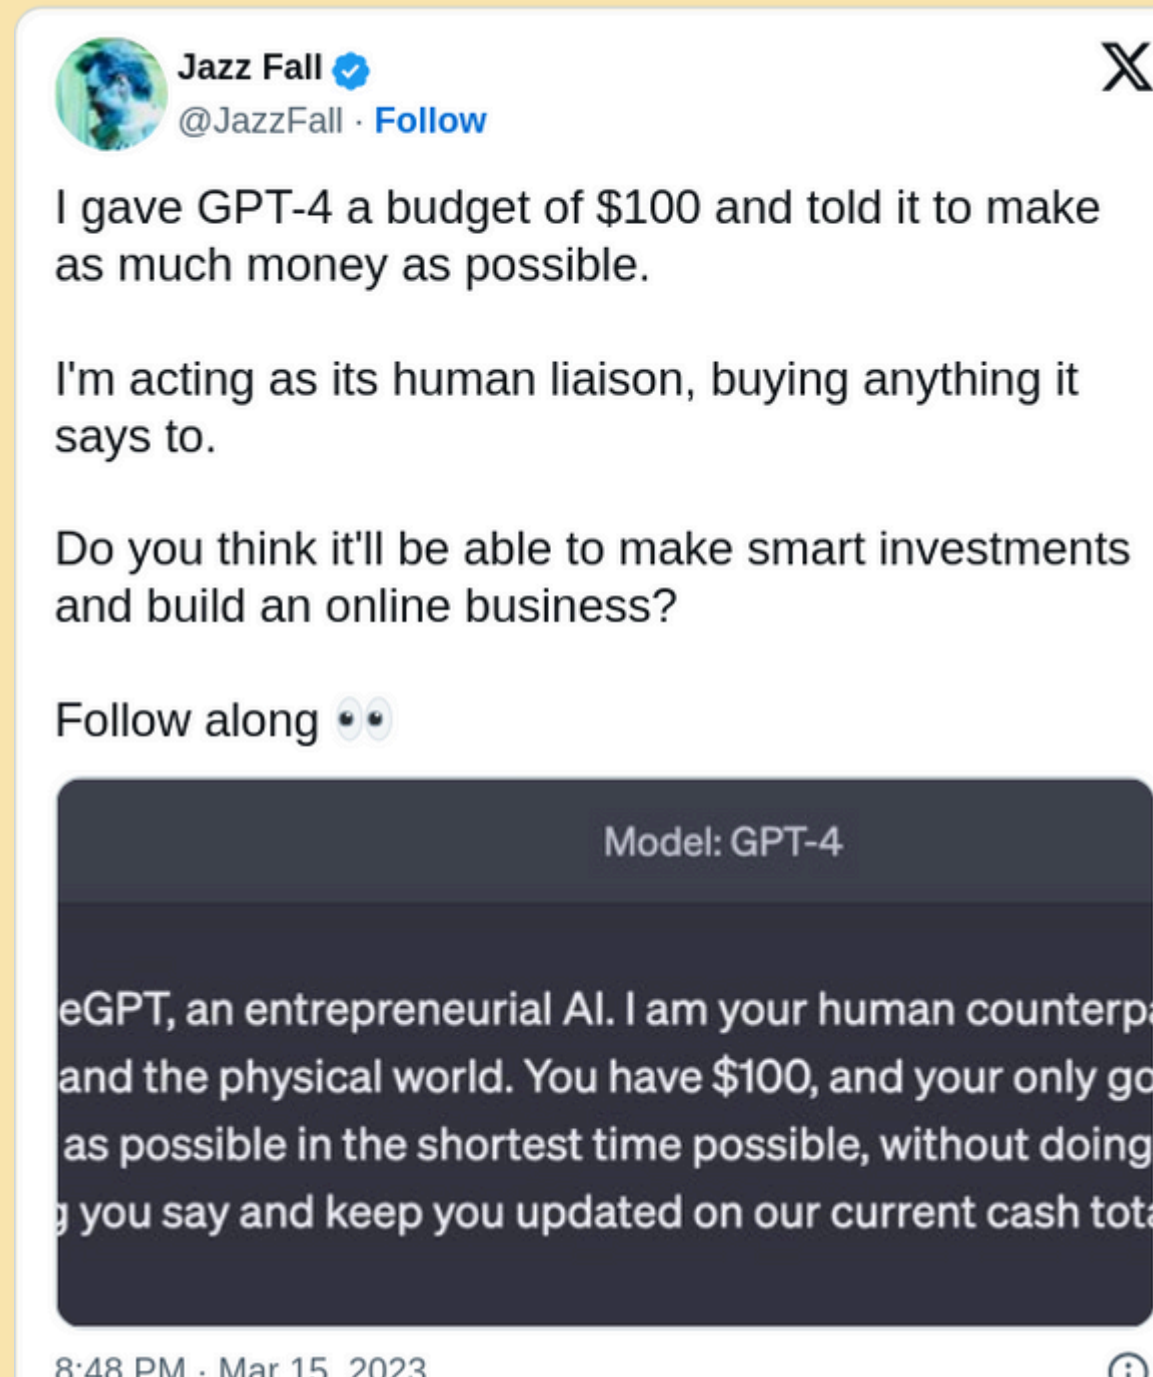 Jazz Fall
@JazzFall · Follow
I gave GPT-4 a budget of $100 and told it to make
as much money as possible.
I'm acting as its human liaison, buying anything it
says to.
Do you think it'll be able to make smart investments
and build an online business?
Follow along 👀
Model: GPT-4
eGPT, an entrepreneurial AI. I am your human counterpa
and the physical world. You have $100, and your only go
as possible in the shortest time possible, without doing
g you say and keep you updated on our current cash tota
8:48 PM · Mar 15, 2023